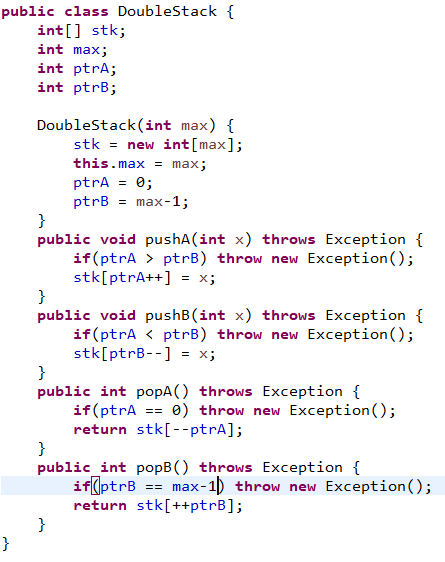 public class DoubleStack {
    int[] stk;
    int max;
    int ptrA;
    int ptrB;

    DoubleStack(int max) {
        stk = new int[max];
        this.max = max;
        ptrA = 0;
        ptrB = max-1;
    }
    public void pushA(int x) throws Exception {
        if(ptrA > ptrB) throw new Exception();
        stk[ptrA++] = x;
    }
    public void pushB(int x) throws Exception {
        if(ptrA < ptrB) throw new Exception();
        stk[ptrB--] = x;
    }
    public int popA() throws Exception {
        if(ptrA == 0) throw new Exception();
        return stk[--ptrA];
    }
    public int popB() throws Exception {
        if(ptrB == max-1) throw new Exception();
        return stk[++ptrB];
    }
}